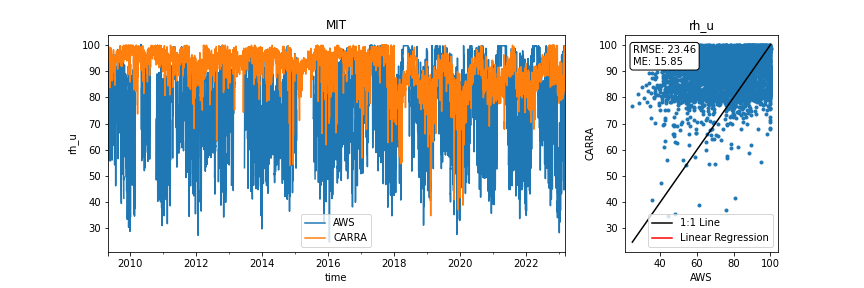 MIT
rh_u
100
90
80
70
60
50
40
30
2010
2012
2014
2016
2018
2020
2022
time
AWS
CARRA
rh_u
CARRA
100
90
80
70
60
50
40
30
40
60
80
100
AWS
RMSE: 23.46
ME: 15.85
1:1 Line
Linear Regression